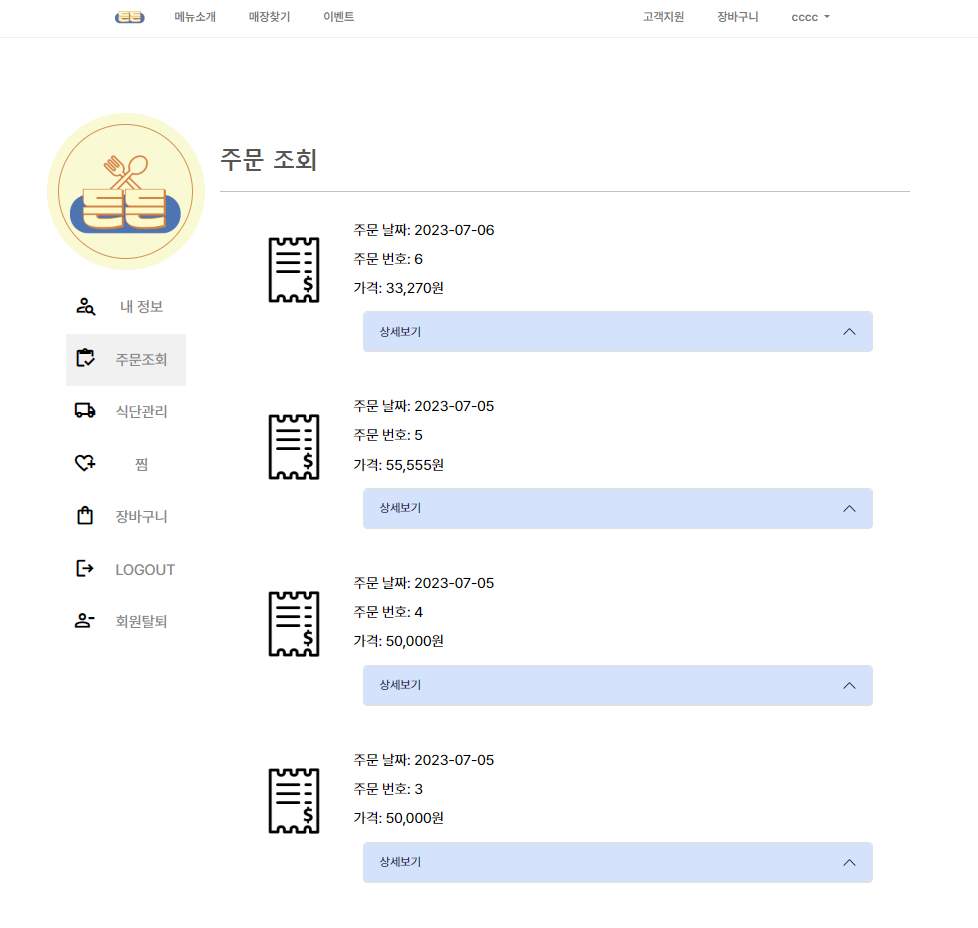 메뉴소개 매장찾기 이벤트 고객지원 장바구니 cccc
주문 조회
주문 날짜: 2023-07-06
주문 번호: 6
가격: 33,270원
상세보기
내 정보
주문조회
식단관리
찜
장바구니
LOGOUT
회원탈퇴
주문 날짜: 2023-07-05
주문 번호: 5
가격: 55,555원
상세보기
주문 날짜: 2023-07-05
주문 번호: 4
가격: 50,000원
상세보기
주문 날짜: 2023-07-05
주문 번호: 3
가격: 50,000원
상세보기